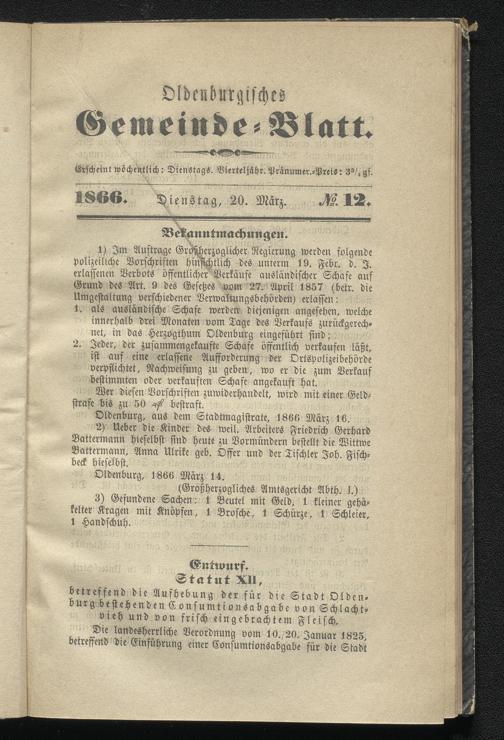 Oldenburgisches
Gemeinde-Blatt.
Erscheint wöchentlich: Dienstags. Vierteljähr. Pränumer.-Preis: 3¾ gf.
1866. Dienstag, 20. März. № 12.
Bekanntmachungen.
1) Im Auftrage Großherzoglicher Regierung werden folgende
polizeiliche Vorschriften hinsichtlich des unterm 19. Febr. d. J.
erlassenen Verbots öffentlicher Verkäufe ausländischer Schafe auf
Grund des Art. 9 des Gesetzes vom 27. April 1857 (betr. die
Umgestaltung verschiedener Verwaltungsbehörden) erlassen:
1. als ausländische Schafe werden diejenigen angesehen, welche
innerhalb drei Monaten vom Tage des Verkaufs zurückgerech-
net, in das Herzogthum Oldenburg eingeführt sind;
2. Jeder, der zusammengekaufte Schafe öffentlich verkaufen läßt,
ist auf eine erlassene Aufforderung der Ortspolizeibehörde
verpflichtet, Nachweisung zu geben, wo er die zum Verkauf
bestimmten oder verkauften Schafe angekauft hat.
Wer diesen Vorschriften zuwiderhandelt, wird mit einer Geld-
strafe bis zu 50 ₰ bestraft.
Oldenburg, aus dem Stadtmagistrate, 1866 März 16.
2) Ueber die Kinder des weil. Arbeiters Friedrich Gerhard
Battermann hieselbst sind heute zu Vormündern bestellt die Wittwe
Battermann, Anna Ulrike geb. Offer und der Tischler Joh. Fisch-
beck hieselbst.
Oldenburg, 1866 März 14.
(Großherzogliches Amtsgericht Abth. I.)
3) Gefundene Sachen: 1 Beutel mit Geld, 1 kleiner gehä-
kelter Kragen mit Knöpfen, 1 Brosche, 1 Schürze, 1 Schleier,
1 Handschuh.
Entwurf.
Statut XII,
betreffend die Aufhebung der für die Stadt Olden-
burg bestehenden Consumtionsabgabe von Schlacht-
vieh und von frisch eingebrachtem Fleisch.
Die landesherrliche Verordnung vom 10./20. Januar 1825,
betreffend die Einführung einer Consumtionsabgabe für die Stadt